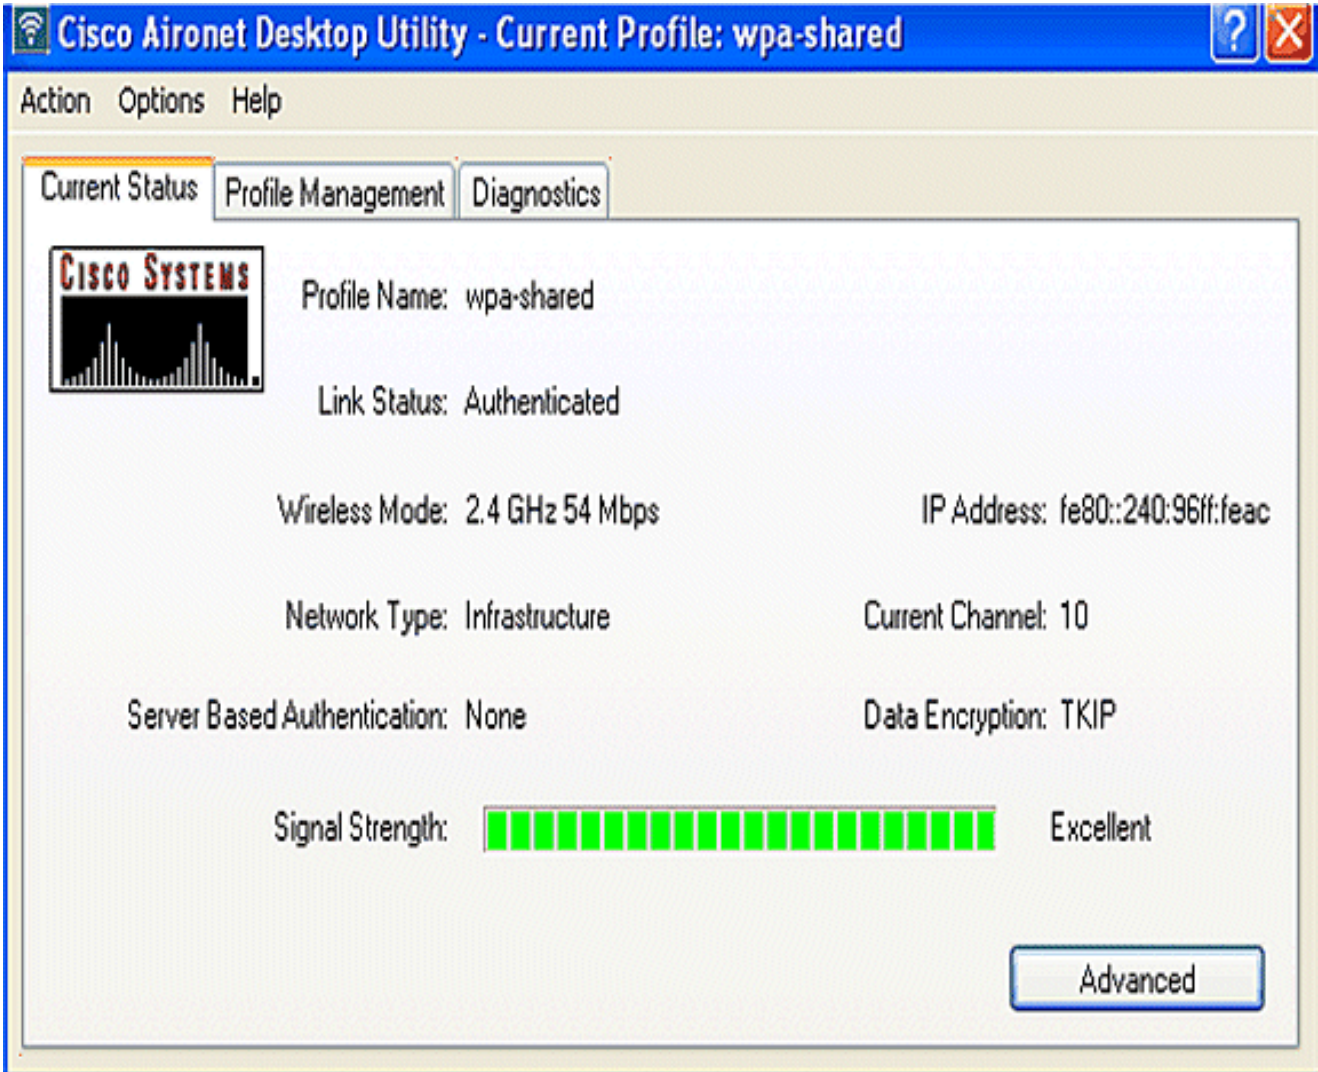 Cisco Aironet Desktop Utility - Current Profile: wpa-shared
?
Action Options Help
Current Status Profile Management Diagnostics
CISCO SYSTEMS
Profile Name: wpa-shared
Link Status: Authenticated
Wireless Mode: 2.4 GHz 54 Mbps IP Address: fe80::240:96ff:feac
Network Type: Infrastructure Current Channel: 10
Server Based Authentication: None Data Encryption: TKIP
Signal Strength: Excellent
Advanced